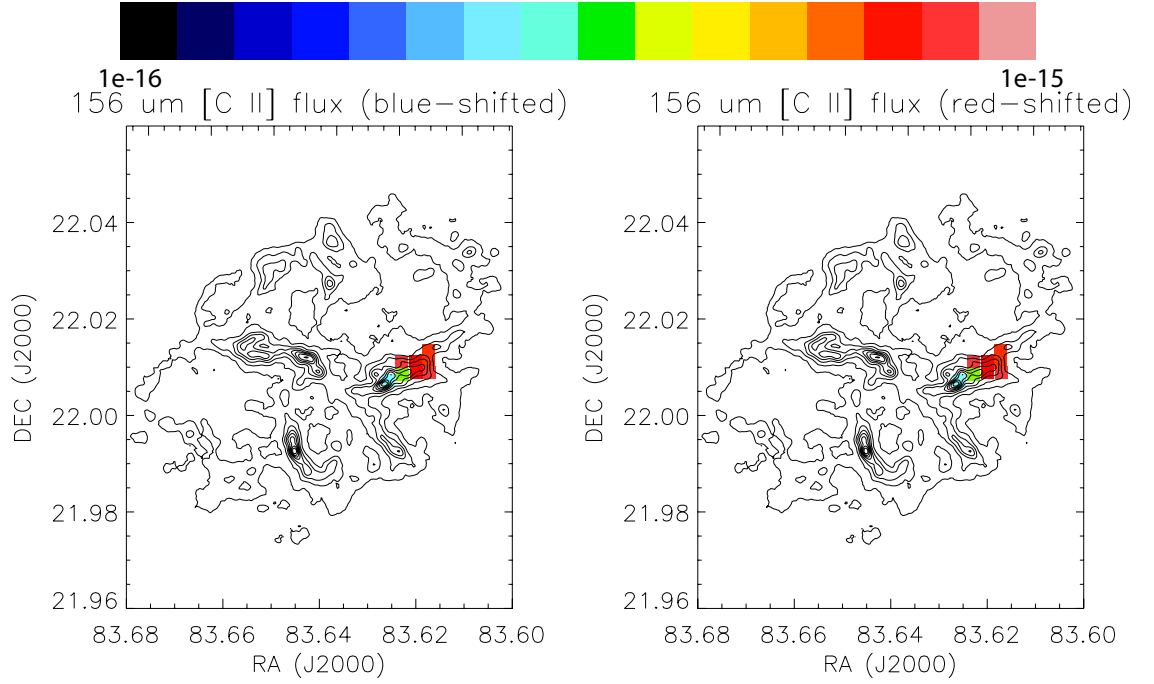 1e-16 1e-15
156 um [C II] flux (blue-shifted) 156 um [C II] flux (red-shifted)
22.04 22.04
22.02 22.02
DEC (J2000) DEC (J2000)
22.00 22.00
21.98 21.98
21.96 21.96
83.68 83.66 83.64 83.62 83.60 83.68 83.66 83.64 83.62 83.60
RA (J2000) RA (J2000)